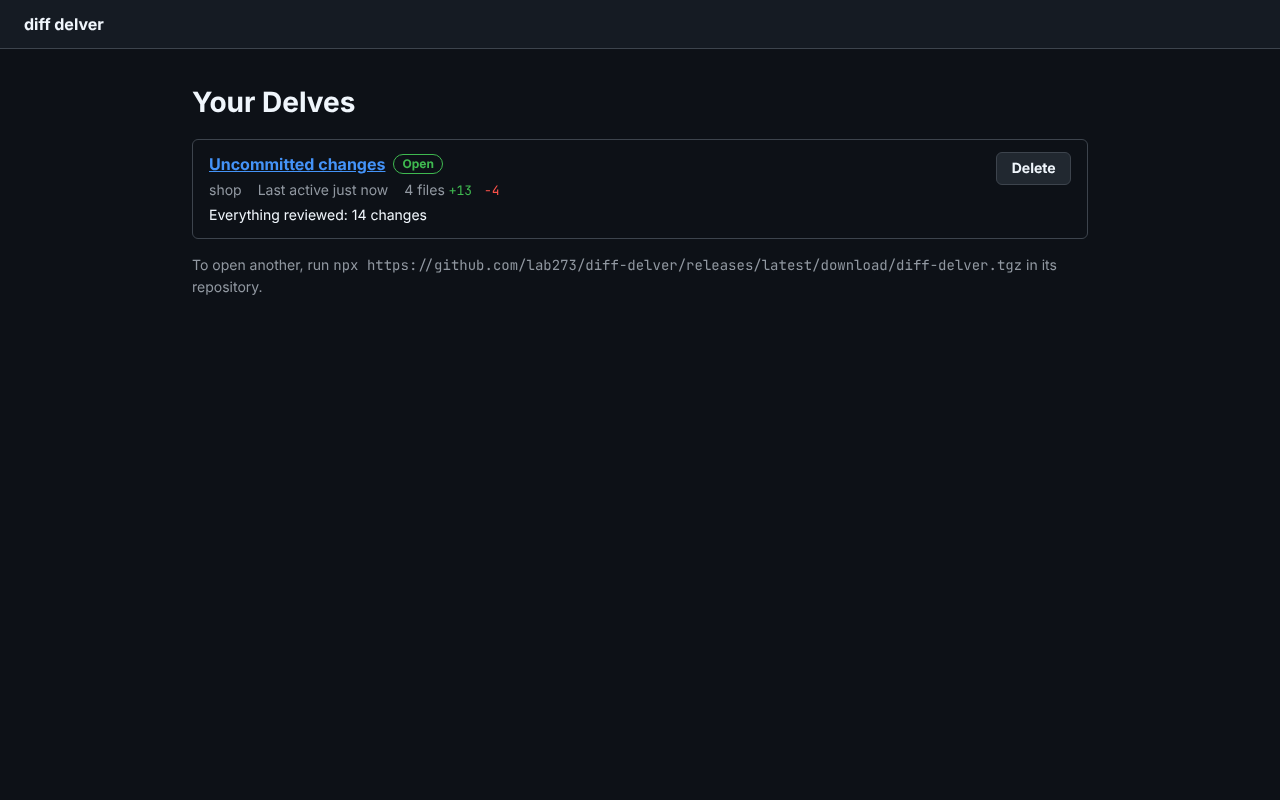 diff delver
Your Delves
Uncommitted changes Open
Delete
shop Last active just now 4 files +13 -4
Everything reviewed: 14 changes
To open another, run npx https://github.com/lab273/diff-delver/releases/latest/download/diff-delver.tgz in its
repository.